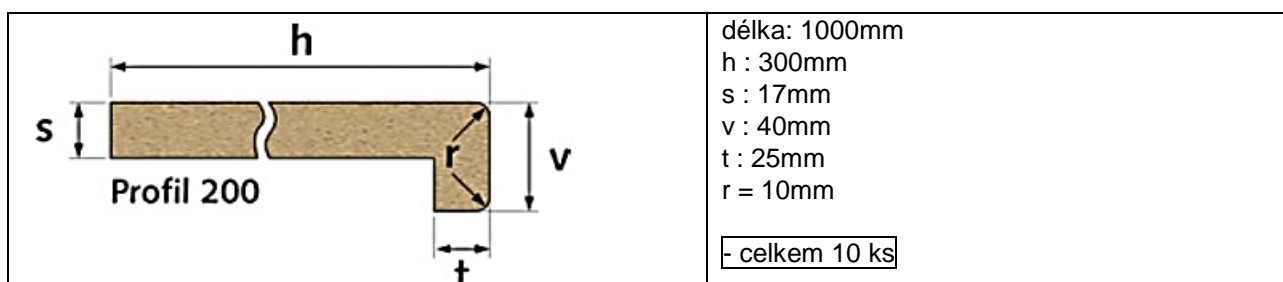 h
s
r
v
Profil 200
t
délka: 1000mm
h : 300mm
s : 17mm
v : 40mm
t : 25mm
r = 10mm
- celkem 10 ks